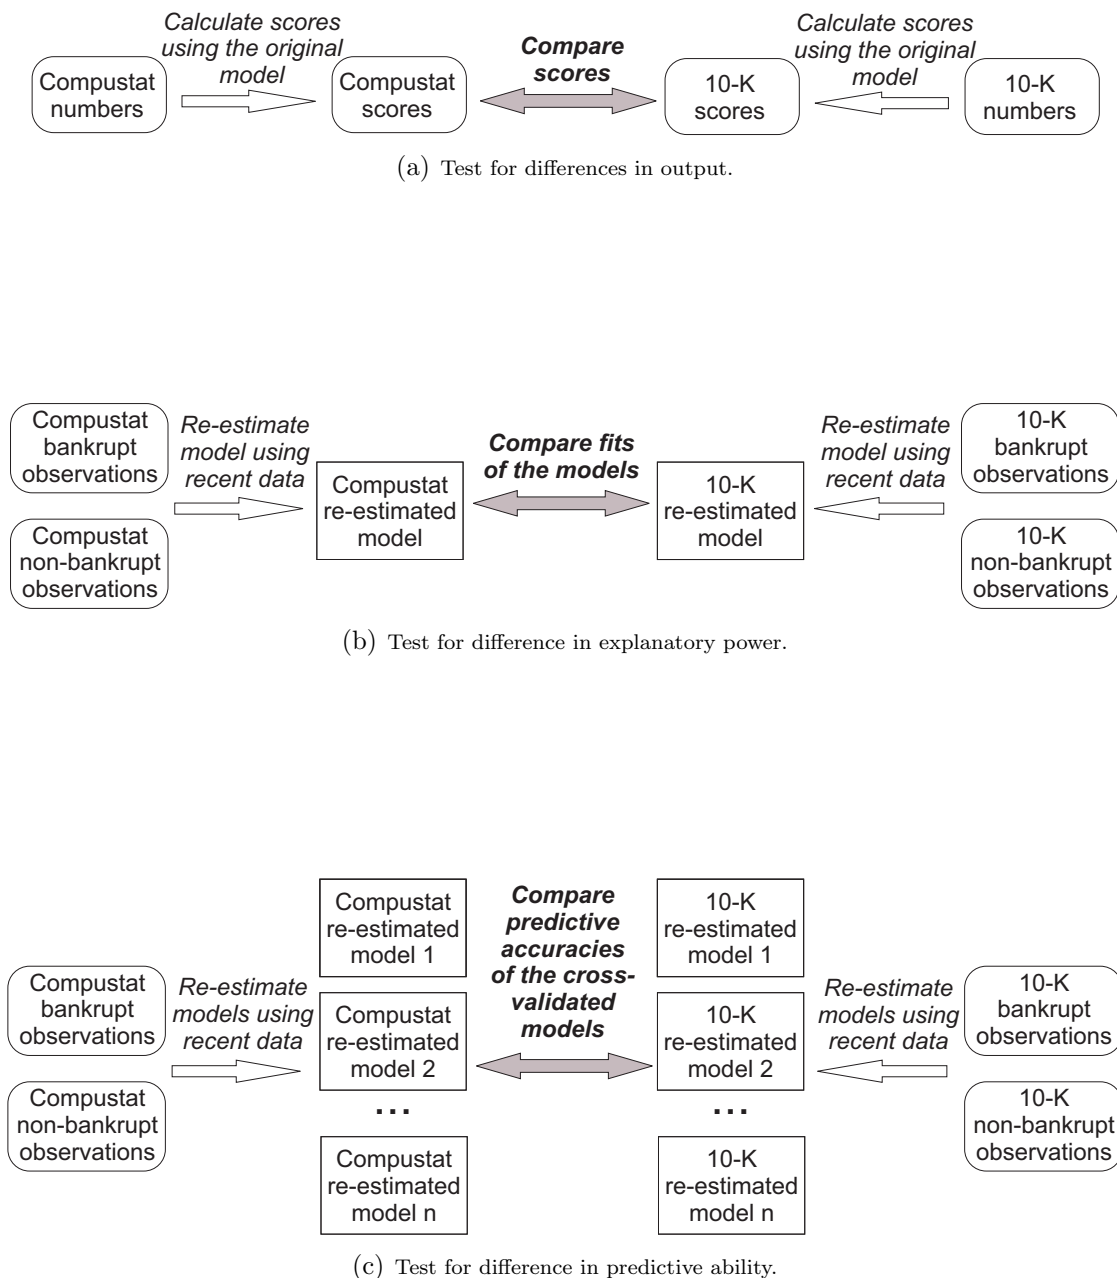 Calculate scores
using the original
model
Compustat
numbers
Compustat
scores
Compare
scores
10-K
scores
Calculate scores
using the original
model
10-K
numbers
(a) Test for differences in output.
Compustat
bankrupt
observations
Compustat
non-bankrupt
observations
Re-estimate
model using
recent data
Compustat
re-estimated
model
Compare fits
of the models
10-K
re-estimated
model
Re-estimate
model using
recent data
10-K
bankrupt
observations
10-K
non-bankrupt
observations
(b) Test for difference in explanatory power.
Compustat
bankrupt
observations
Compustat
non-bankrupt
observations
Re-estimate
models using
recent data
Compustat
re-estimated
model 1
Compustat
re-estimated
model 2
...
Compustat
re-estimated
model n
Compare
predictive
accuracies
of the cross-
validated
models
10-K
re-estimated
model 1
10-K
re-estimated
model 2
...
10-K
re-estimated
model n
Re-estimate
models using
recent data
10-K
bankrupt
observations
10-K
non-bankrupt
observations
(c) Test for difference in predictive ability.